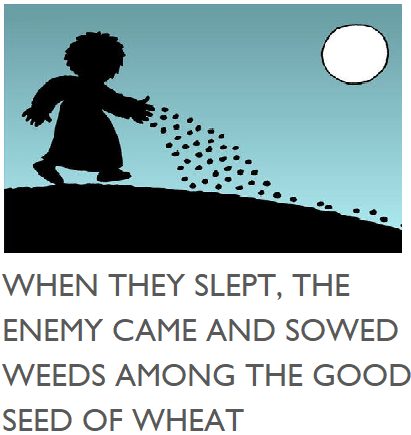 WHEN THEY SLEPT, THE
ENEMY CAME AND SOWED
WEEDS AMONG THE GOOD
SEED OF WHEAT